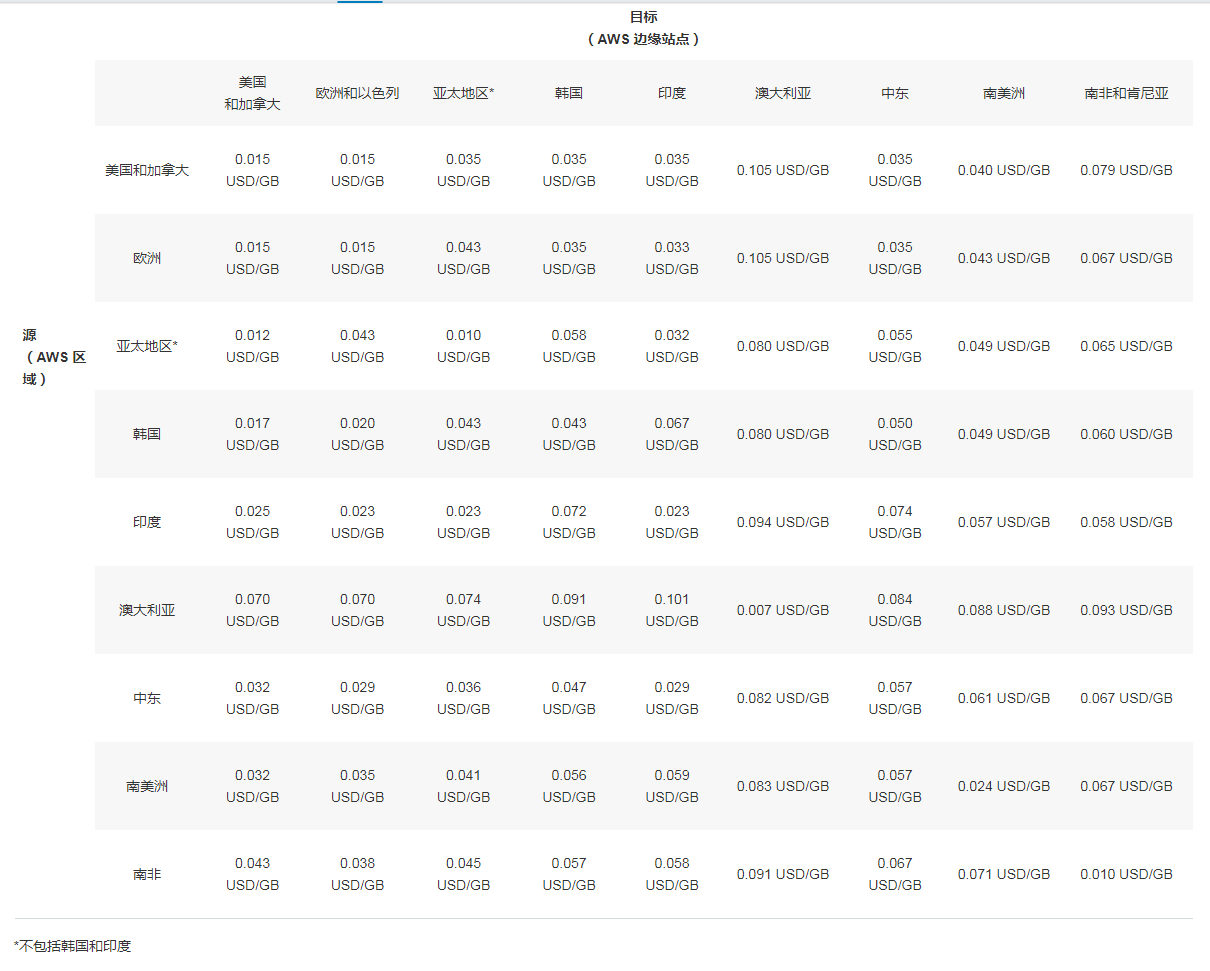 目标
（ AWS 边缘站点 ）
美国
和加拿大
欧洲和以色列
亚太地区*
韩国
印度
澳大利亚
中东
南美洲
南非和肯尼亚
源
（ AWS 区
域 ）
美国和加拿大
0.015
USD/GB
0.015
USD/GB
0.035
USD/GB
0.035
USD/GB
0.035
USD/GB
0.105 USD/GB
0.035
USD/GB
0.040 USD/GB
0.079 USD/GB
欧洲
0.015
USD/GB
0.015
USD/GB
0.043
USD/GB
0.035
USD/GB
0.033
USD/GB
0.105 USD/GB
0.035
USD/GB
0.043 USD/GB
0.067 USD/GB
亚太地区*
0.012
USD/GB
0.043
USD/GB
0.010
USD/GB
0.058
USD/GB
0.032
USD/GB
0.080 USD/GB
0.055
USD/GB
0.049 USD/GB
0.065 USD/GB
韩国
0.017
USD/GB
0.020
USD/GB
0.043
USD/GB
0.043
USD/GB
0.067
USD/GB
0.080 USD/GB
0.050
USD/GB
0.049 USD/GB
0.060 USD/GB
印度
0.025
USD/GB
0.023
USD/GB
0.023
USD/GB
0.072
USD/GB
0.023
USD/GB
0.094 USD/GB
0.074
USD/GB
0.057 USD/GB
0.058 USD/GB
澳大利亚
0.070
USD/GB
0.070
USD/GB
0.074
USD/GB
0.091
USD/GB
0.101
USD/GB
0.007 USD/GB
0.084
USD/GB
0.088 USD/GB
0.093 USD/GB
中东
0.032
USD/GB
0.029
USD/GB
0.036
USD/GB
0.047
USD/GB
0.029
USD/GB
0.082 USD/GB
0.057
USD/GB
0.061 USD/GB
0.067 USD/GB
南美洲
0.032
USD/GB
0.035
USD/GB
0.041
USD/GB
0.056
USD/GB
0.059
USD/GB
0.083 USD/GB
0.057
USD/GB
0.024 USD/GB
0.067 USD/GB
南非
0.043
USD/GB
0.038
USD/GB
0.045
USD/GB
0.057
USD/GB
0.058
USD/GB
0.091 USD/GB
0.067
USD/GB
0.071 USD/GB
0.010 USD/GB
*不包括韩国和印度